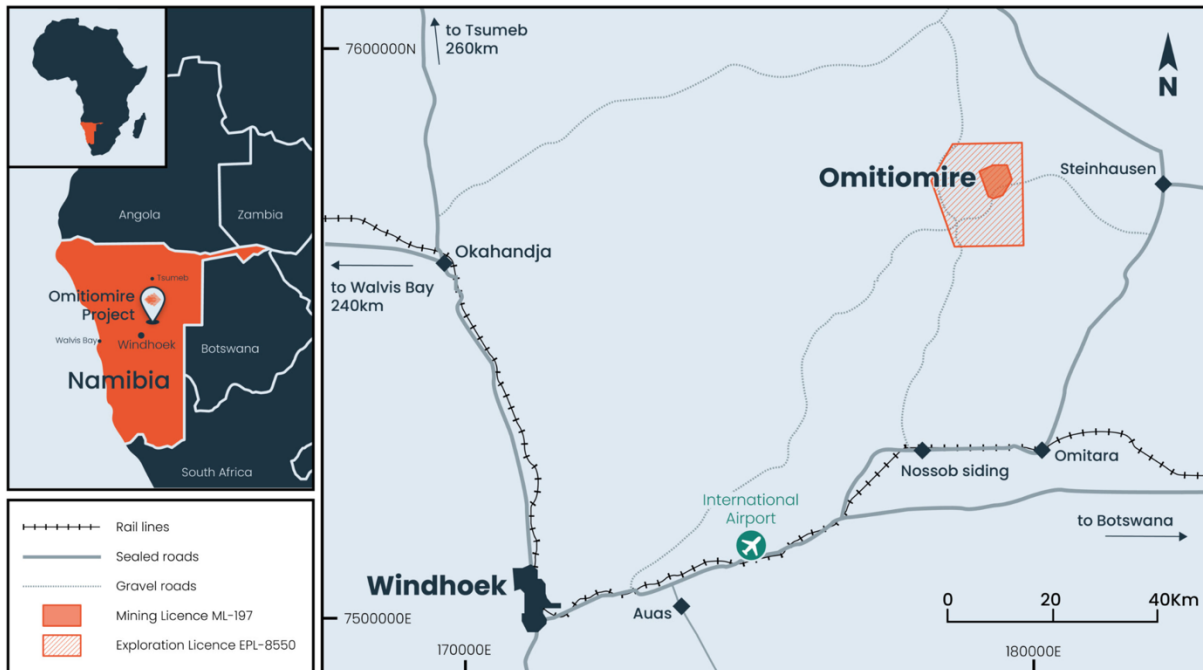 Angola
Zambia
Tsumeb
Omitiomire
Project
Walvis Bay
Windhoek
Botswana
Namibia
South Africa
Rail lines
Sealed roads
Gravel roads
Mining Licence ML-197
Exploration Licence EPL-8550
to Tsumeb
260km
7600000N
N
Omitiomire
Steinhausen
Okahandja
to Walvis Bay
240km
Nossob siding
Omitara
International
Airport
to Botswana
Windhoek
Auas
0 20 40Km
7500000E
170000E
180000E